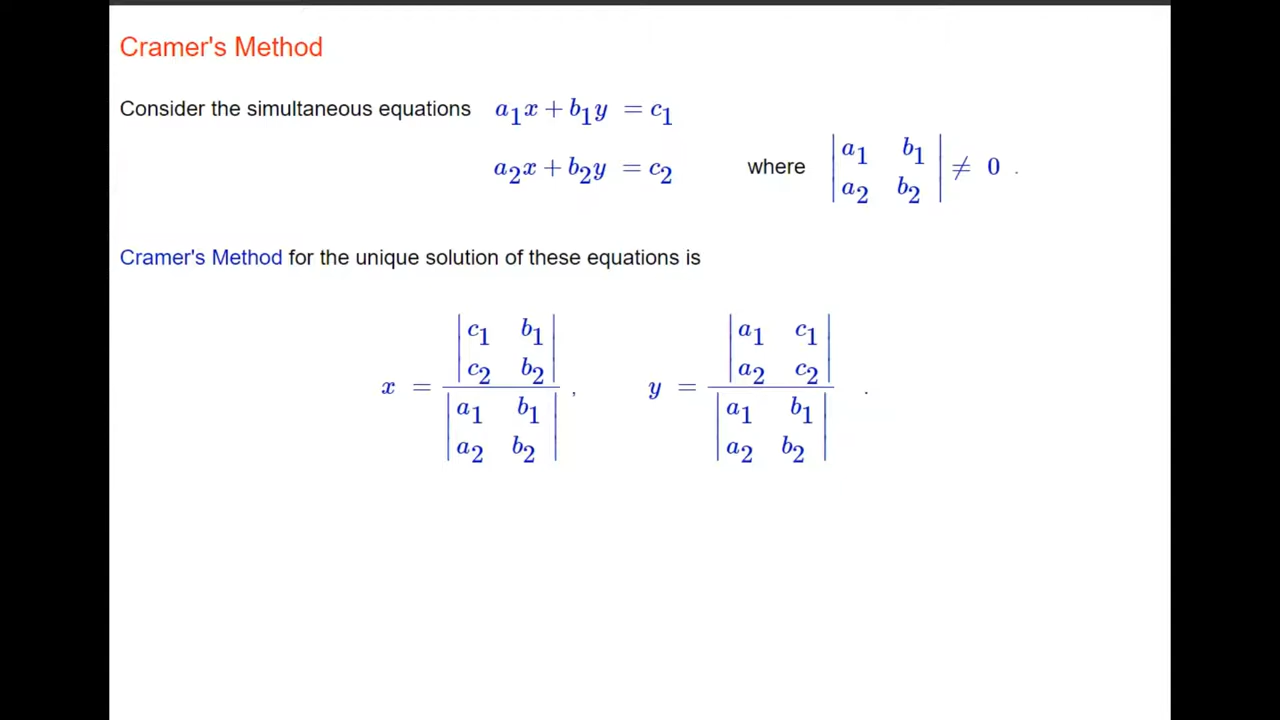 Cramer's Method
Consider the simultaneous equations a₁x + b₁y = c₁
a₂x + b₂y = c₂ where | a₁ b₁ | ≠ 0 .
| a₂ b₂ |
Cramer's Method for the unique solution of these equations is
| c₁ b₁ | | a₁ c₁ |
| c₂ b₂ | | a₂ c₂ |
x = , y = .
| a₁ b₁ | | a₁ b₁ |
| a₂ b₂ | | a₂ b₂ |